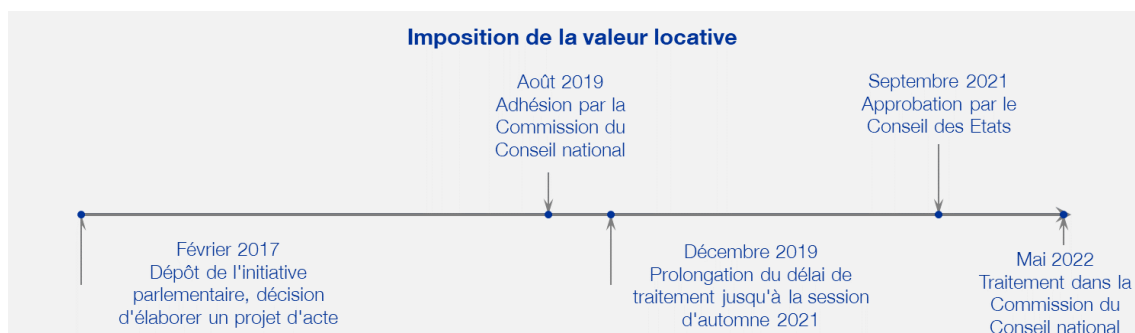 Imposition de la valeur locative
Août 2019
Adhésion par la
Commission du
Conseil national
Septembre 2021
Approbation par le
Conseil des Etats
Février 2017
Dépôt de l'initiative
parlementaire, décision
d'élaborer un projet d'acte
Décembre 2019
Prolongation du délai de
traitement jusqu'à la session
d'automne 2021
Mai 2022
Traitement dans la
Commission du
Conseil national